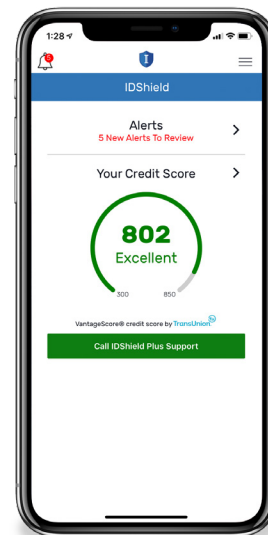 1:28
5
I
IDShield
Alerts
5 New Alerts To Review
Your Credit Score
802
Excellent
300 850
VantageScore® credit score by TransUnion
Call IDShield Plus Support